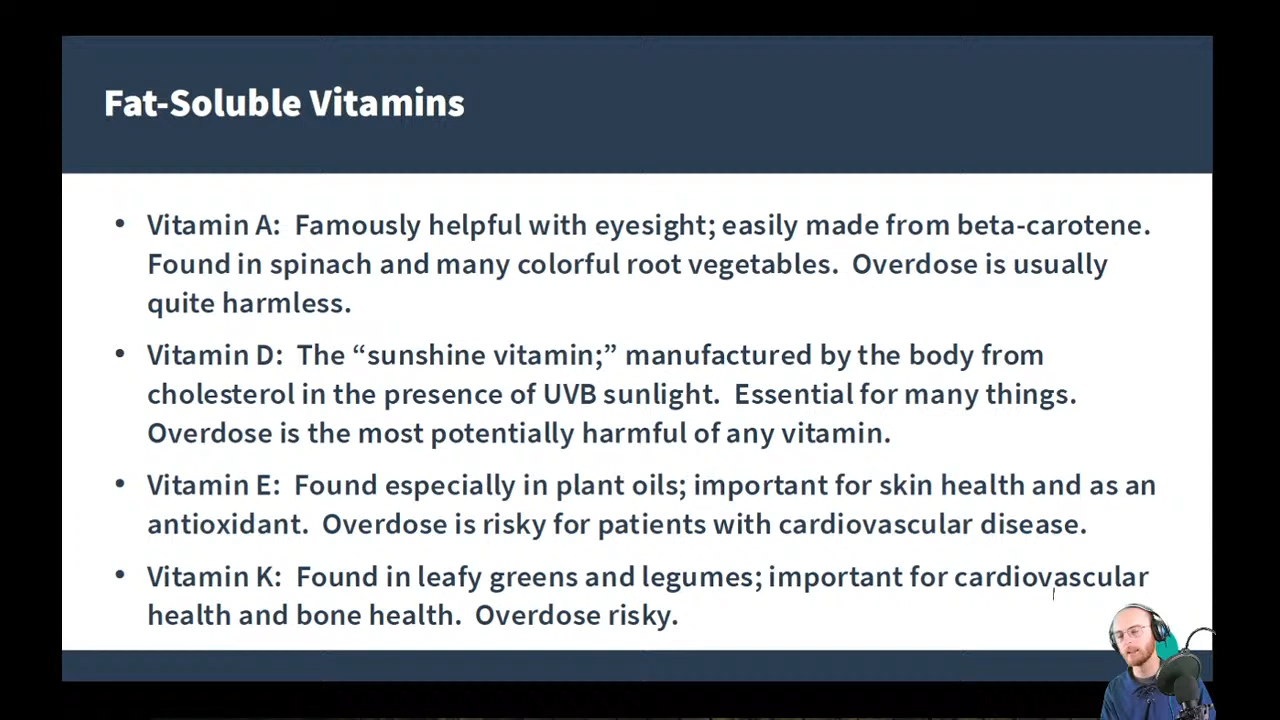 Fat-Soluble Vitamins
• Vitamin A:  Famously helpful with eyesight; easily made from beta-carotene.
Found in spinach and many colorful root vegetables.  Overdose is usually
quite harmless.
• Vitamin D:  The “sunshine vitamin;” manufactured by the body from
cholesterol in the presence of UVB sunlight.  Essential for many things.
Overdose is the most potentially harmful of any vitamin.
• Vitamin E:  Found especially in plant oils; important for skin health and as an
antioxidant.  Overdose is risky for patients with cardiovascular disease.
• Vitamin K:  Found in leafy greens and legumes; important for cardiovascular
health and bone health.  Overdose risky.